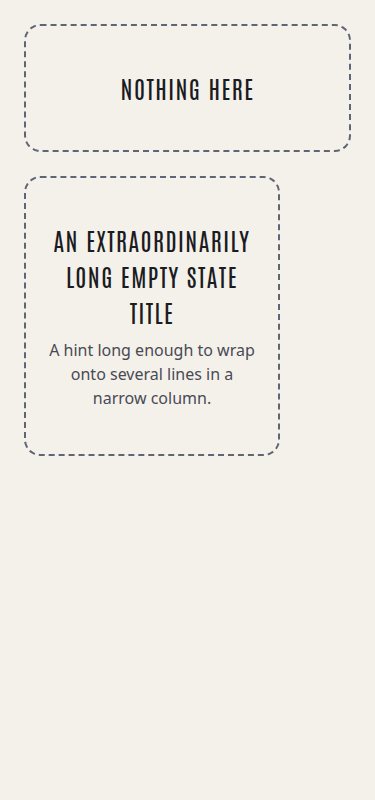 NOTHING HERE
AN EXTRAORDINARILY
LONG EMPTY STATE
TITLE
A hint long enough to wrap
onto several lines in a
narrow column.